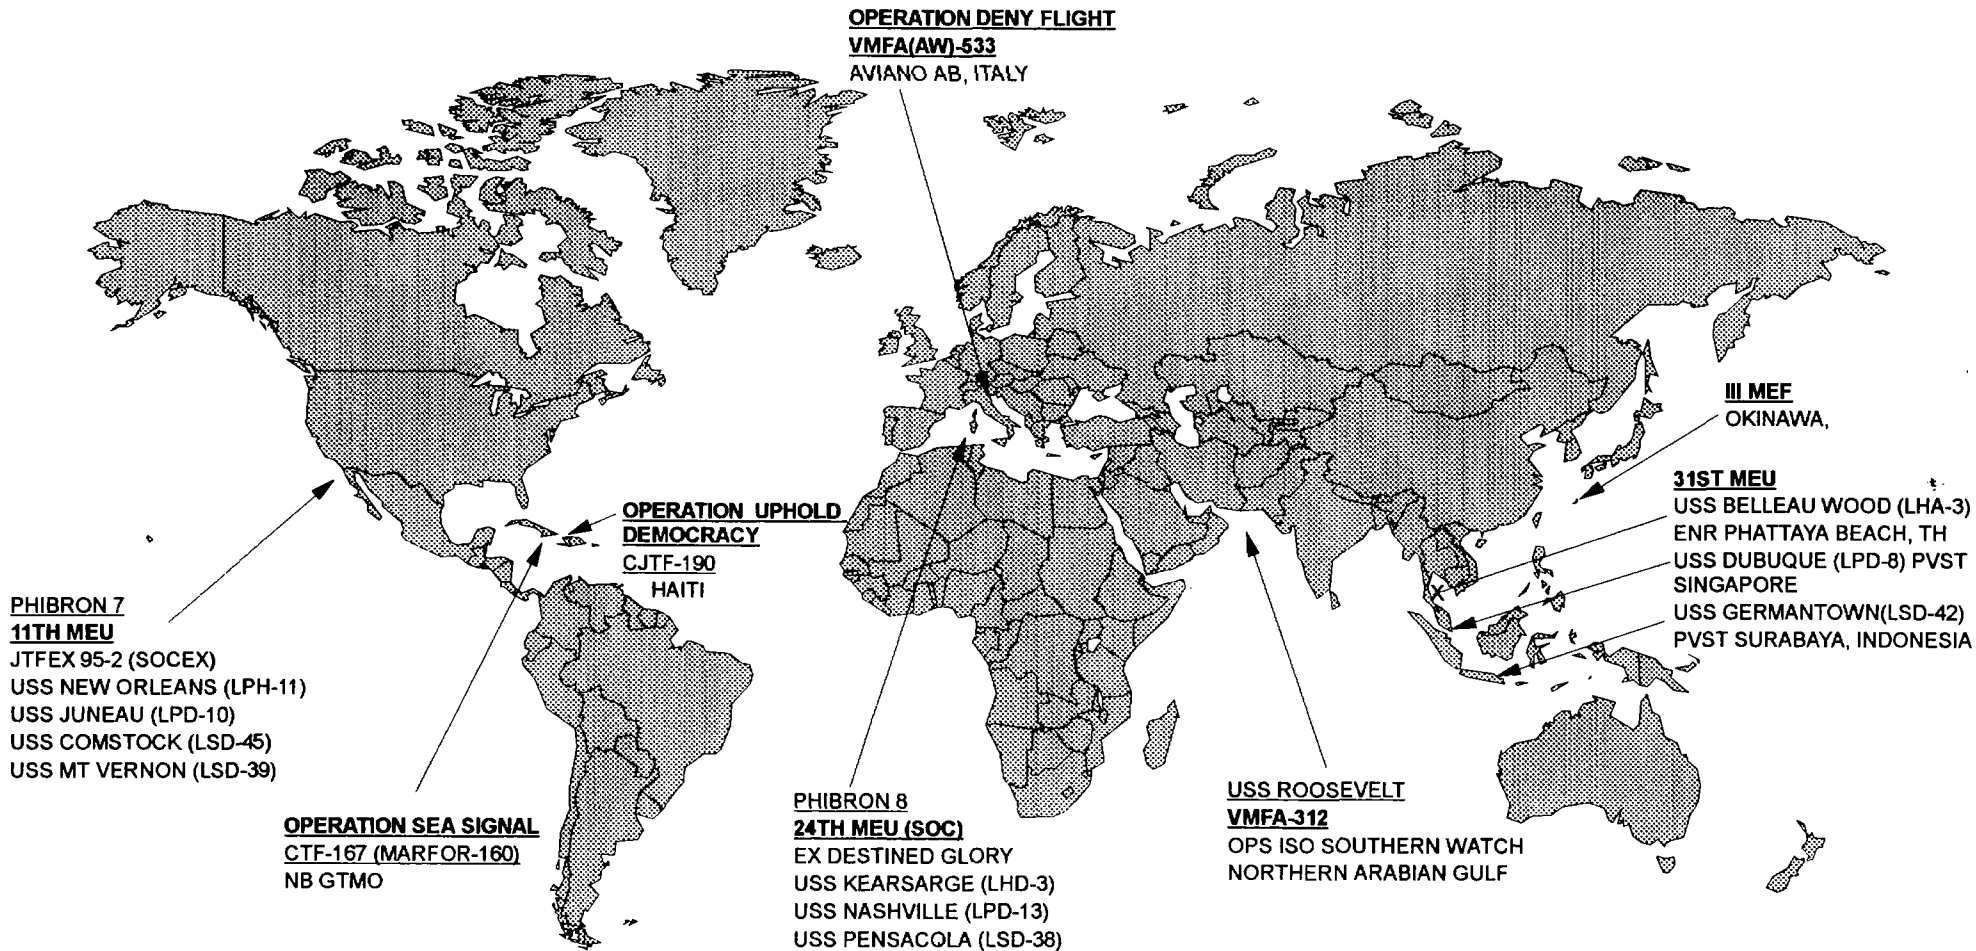 OPERATION DENY FLIGHT
VMFA(AW)-533
AVIANO AB, ITALY
III MEF
OKINAWA,
31ST MEU
USS BELLEAU WOOD (LHA-3)
ENR PHATTAYA BEACH, TH
USS DUBUQUE (LPD-8) PVST
SINGAPORE
USS GERMANTOWN(LSD-42)
PVST SURABAYA, INDONESIA
OPERATION UPHOLD
DEMOCRACY
CJTF-190
HAITI
PHIBRON 7
11TH MEU
JTFEX 95-2 (SOCEX)
USS NEW ORLEANS (LPH-11)
USS JUNEAU (LPD-10)
USS COMSTOCK (LSD-45)
USS MT VERNON (LSD-39)
OPERATION SEA SIGNAL
CTF-167 (MARFOR-160)
NB GTMO
PHIBRON 8
24TH MEU (SOC)
EX DESTINED GLORY
USS KEARSARGE (LHD-3)
USS NASHVILLE (LPD-13)
USS PENSACOLA (LSD-38)
USS ROOSEVELT
VMFA-312
OPS ISO SOUTHERN WATCH
NORTHERN ARABIAN GULF